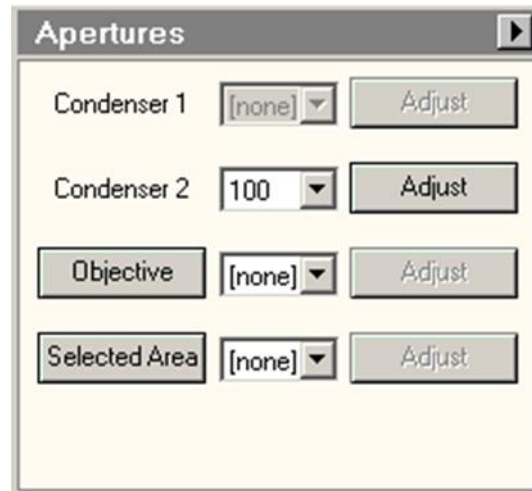 Apertures
Condenser 1 [none] Adjust
Condenser 2 100 Adjust
Objective [none] Adjust
Selected Area [none] Adjust